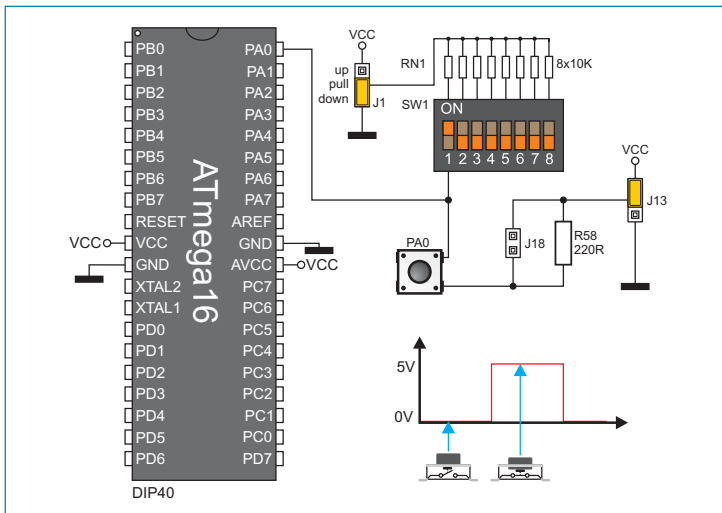 VCC
up
pull
down
J1
RN1
8x10K
SW1
ON
1 2 3 4 5 6 7 8
VCC
J13
J18
R58
220R
PA0
PB0 PA0
PB1 PA1
PB2 PA2
PB3 PA3
PB4 PA4
PB5 PA5
PB6 PA6
PB7 PA7
RESET AREF
VCC VCC GND
GND AVCC VCC
XTAL2 PC7
XTAL1 PC6
PD0 PC5
PD1 PC4
PD2 PC3
PD3 PC2
PD4 PC1
PD5 PC0
PD6 PD7
ATmega16
DIP40
5V
0V